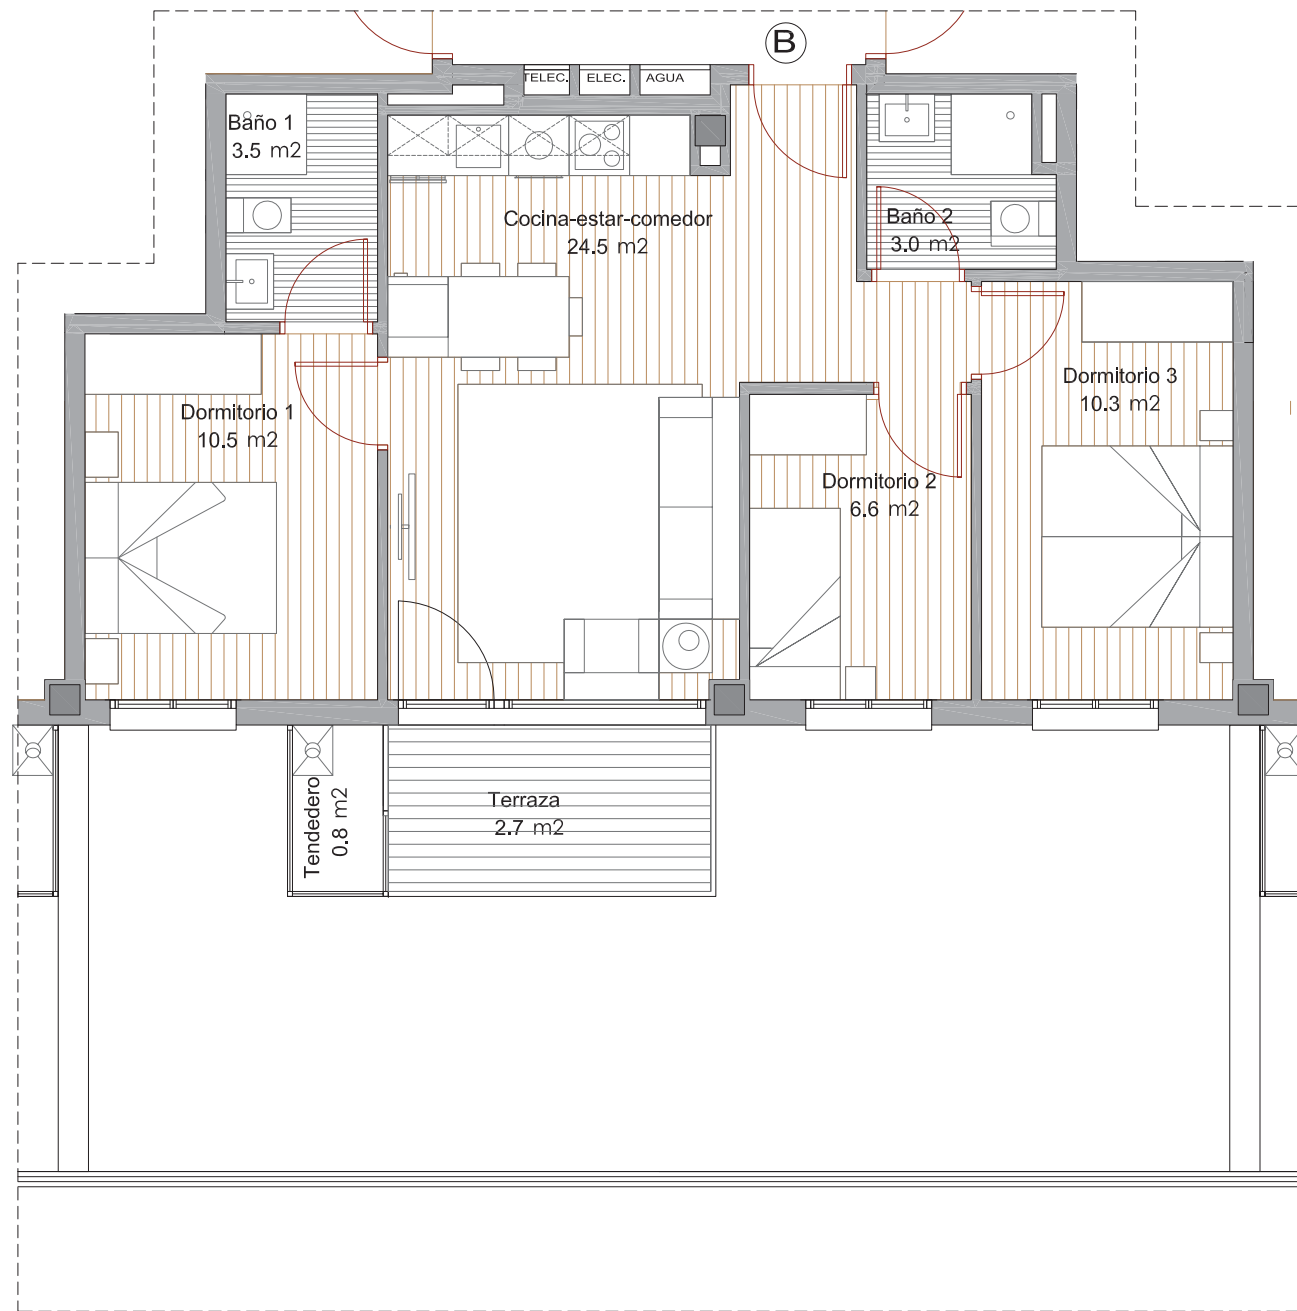 B
TELEC.
ELEC.
AGUA
Baño 1
3.5 m2
Cocina-estar-comedor
24.5 m2
Baño 2
3.0 m2
Dormitorio 1
10.5 m2
Dormitorio 3
10.3 m2
Dormitorio 2
6.6 m2
Tendedero
0.8 m2
Terraza
2.7 m2